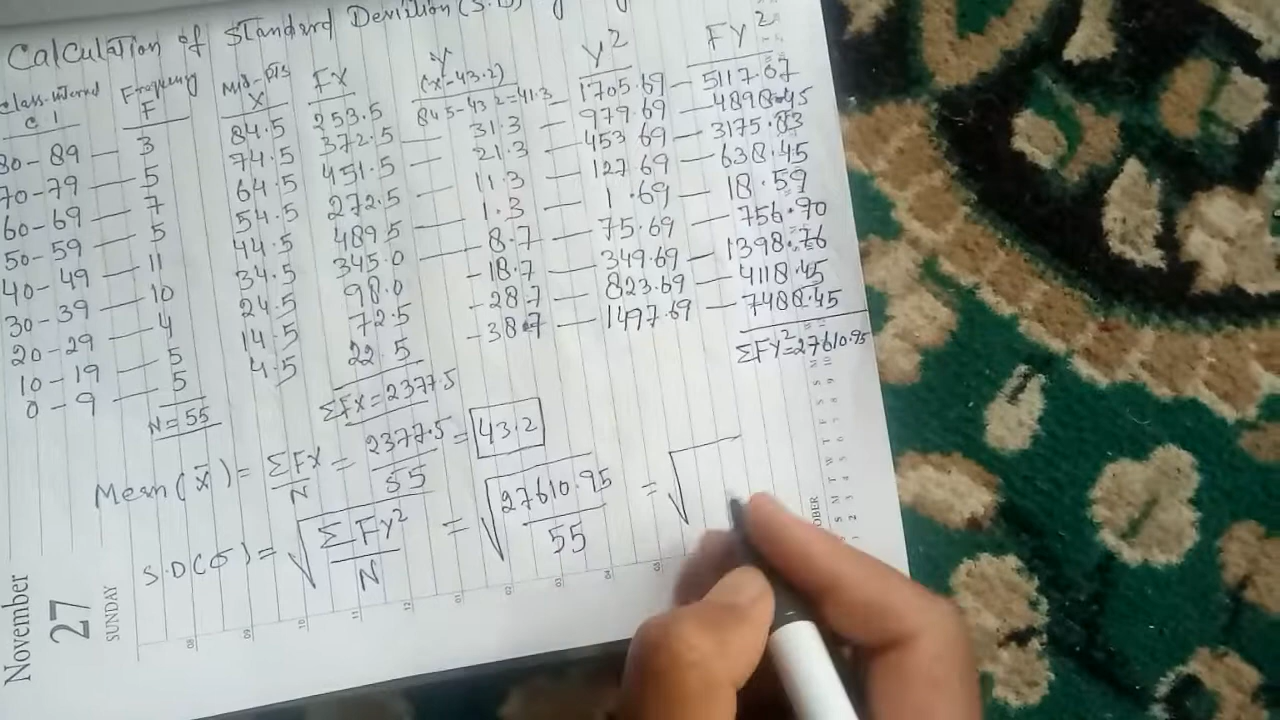 Calculation of Standard Deviation (S.D)
Class-interval Frequency Mid-pts FX y Y² FY²
C I F X (x-43.2)
80-89 — 3 84.5 253.5 84.5-43.2=41.3 — 1705.69 — 5117.07
70-79 — 5 74.5 372.5 — 31.3 — 979.69 — 4898.45
60-69 — 7 64.5 451.5 — 21.3 — 453.69 — 3175.83
50-59 — 5 54.5 272.5 — 11.3 — 127.69 — 638.45
40-49 — 11 44.5 489.5 — 1.3 — 1.69 — 18.59
30-39 — 10 34.5 345.0 — 8.7 — 75.69 — 756.90
20-29 — 4 24.5 98.0 -18.7 — 349.69 — 1398.76
10-19 — 5 14.5 72.5 -28.7 — 823.69 — 4118.45
0-9 — 5 4.5 22.5 -38.7 — 1497.69 — 7488.45
N=55 ΣFX=2377.5 ΣFY²=27610.95
Mean(x̄)= ΣFX/N = 2377.5/55 = 43.2
S.D(σ)= √ΣFY²/N = √27610.95/55 = √
November
27
SUNDAY